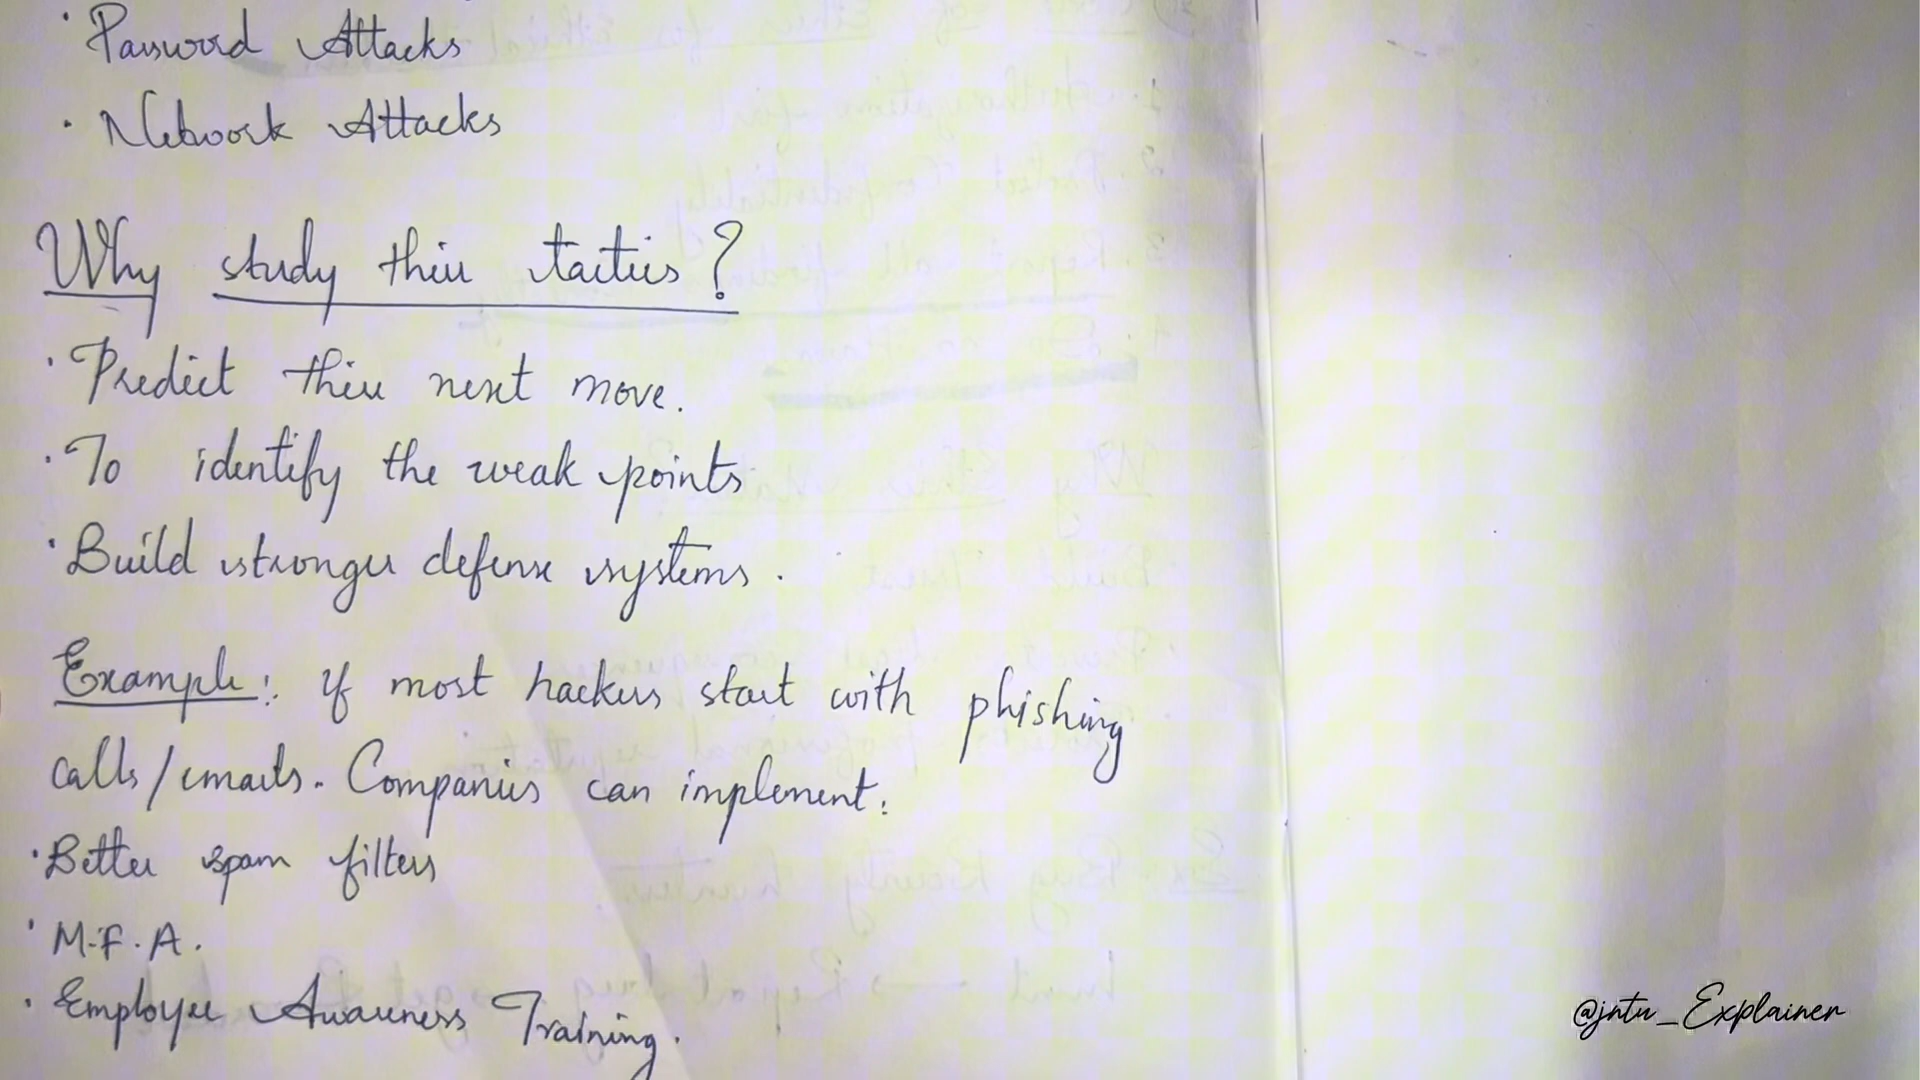 · Password Attacks
· Network Attacks
Why study their tactics?
· Predict their next move.
· To identify the weak points
· Build stronger defense systems.
Example: if most hackers start with phishing
calls/emails. Companies can implement:
· Better spam filters
· M.F.A.
· Employee Awareness Training.
@jntu_Explainer